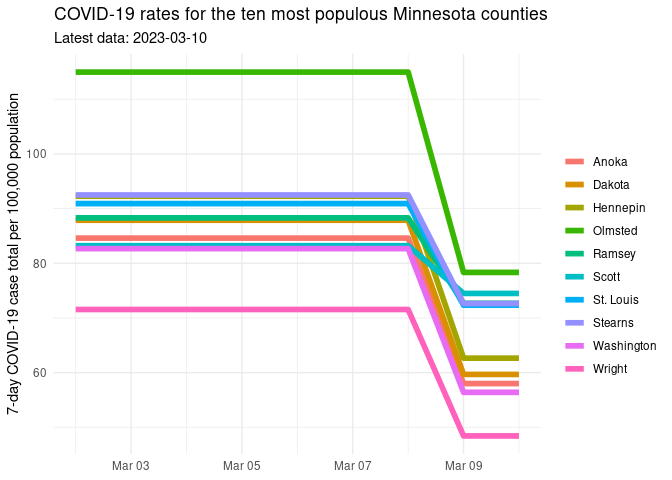 COVID-19 rates for the ten most populous Minnesota counties
Latest data: 2023-03-10
7-day COVID-19 case total per 100,000 population
100
80
60
Mar 03
Mar 05
Mar 07
Mar 09
Anoka
Dakota
Hennepin
Olmsted
Ramsey
Scott
St. Louis
Stearns
Washington
Wright